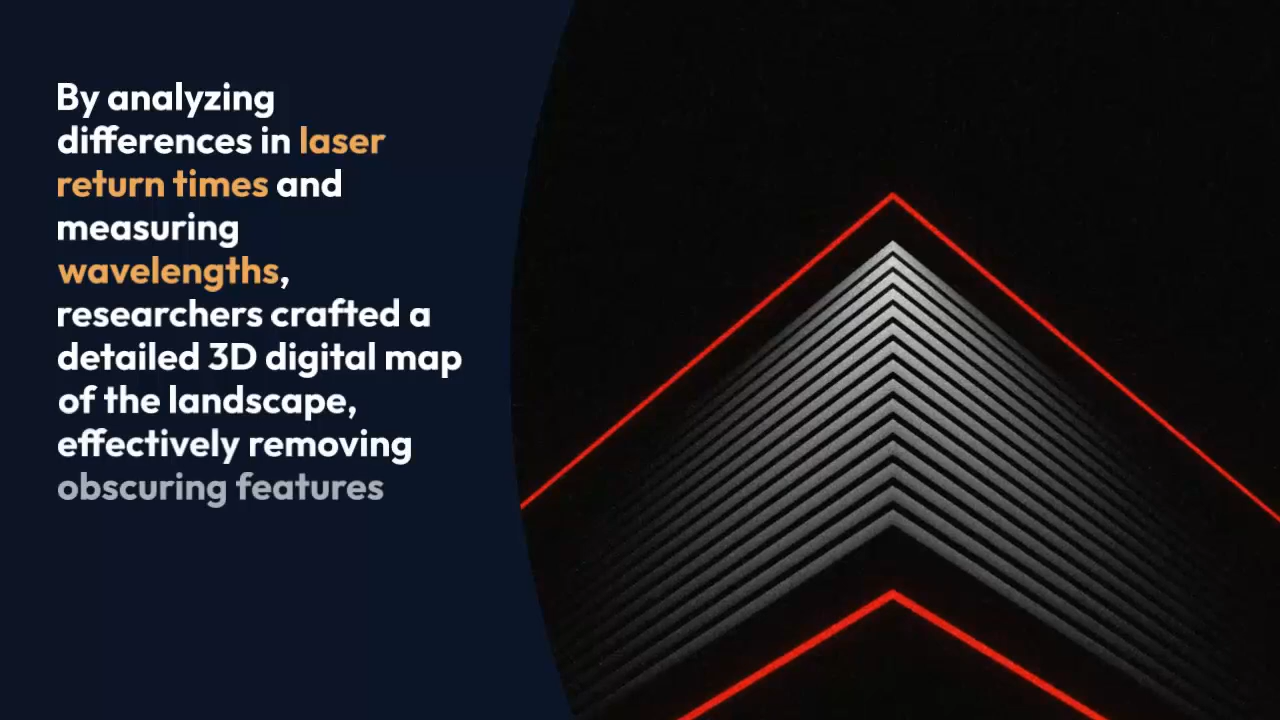 By analyzing
differences in laser
return times and
measuring
wavelengths,
researchers crafted a
detailed 3D digital map
of the landscape,
effectively removing
obscuring features